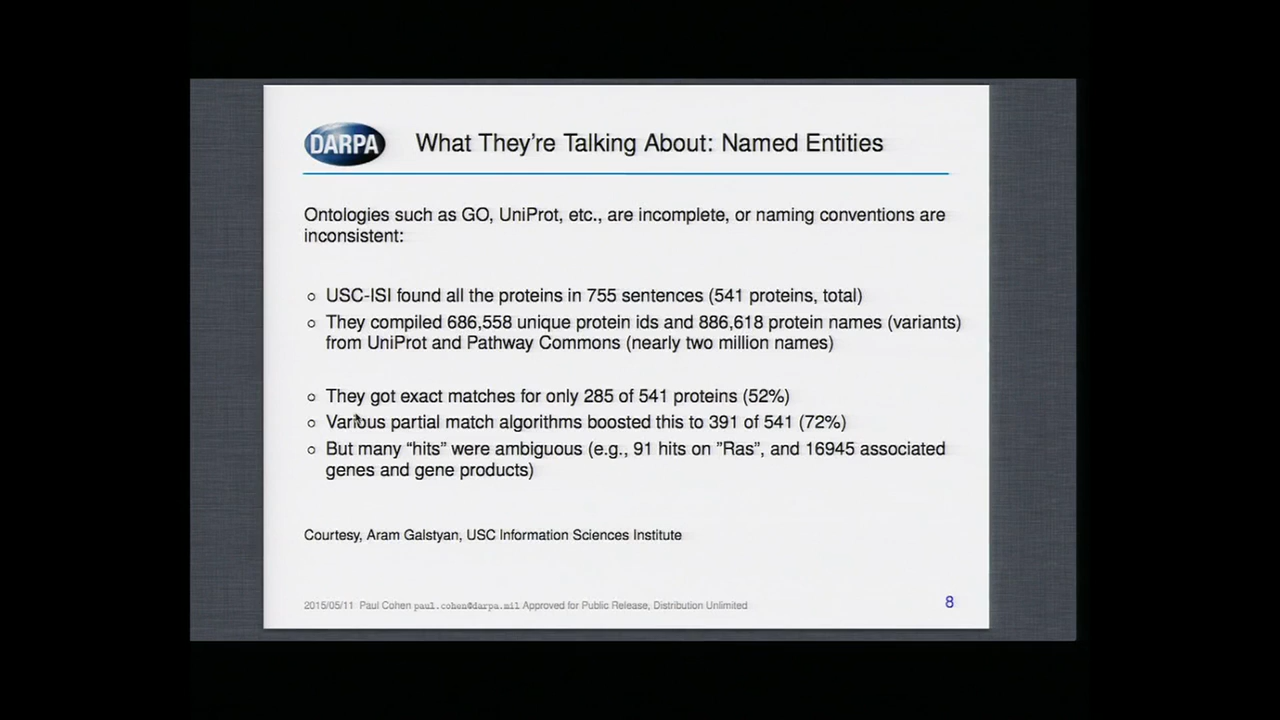 DARPA
What They're Talking About: Named Entities
Ontologies such as GO, UniProt, etc., are incomplete, or naming conventions are
inconsistent:
USC-ISI found all the proteins in 755 sentences (541 proteins, total)
They compiled 686,558 unique protein ids and 886,618 protein names (variants)
from UniProt and Pathway Commons (nearly two million names)
They got exact matches for only 285 of 541 proteins (52%)
Various partial match algorithms boosted this to 391 of 541 (72%)
But many “hits” were ambiguous (e.g., 91 hits on ”Ras”, and 16945 associated
genes and gene products)
Courtesy, Aram Galstyan, USC Information Sciences Institute
2015/05/11 Paul Cohen paul.cohen@darpa.mil Approved for Public Release, Distribution Unlimited
8